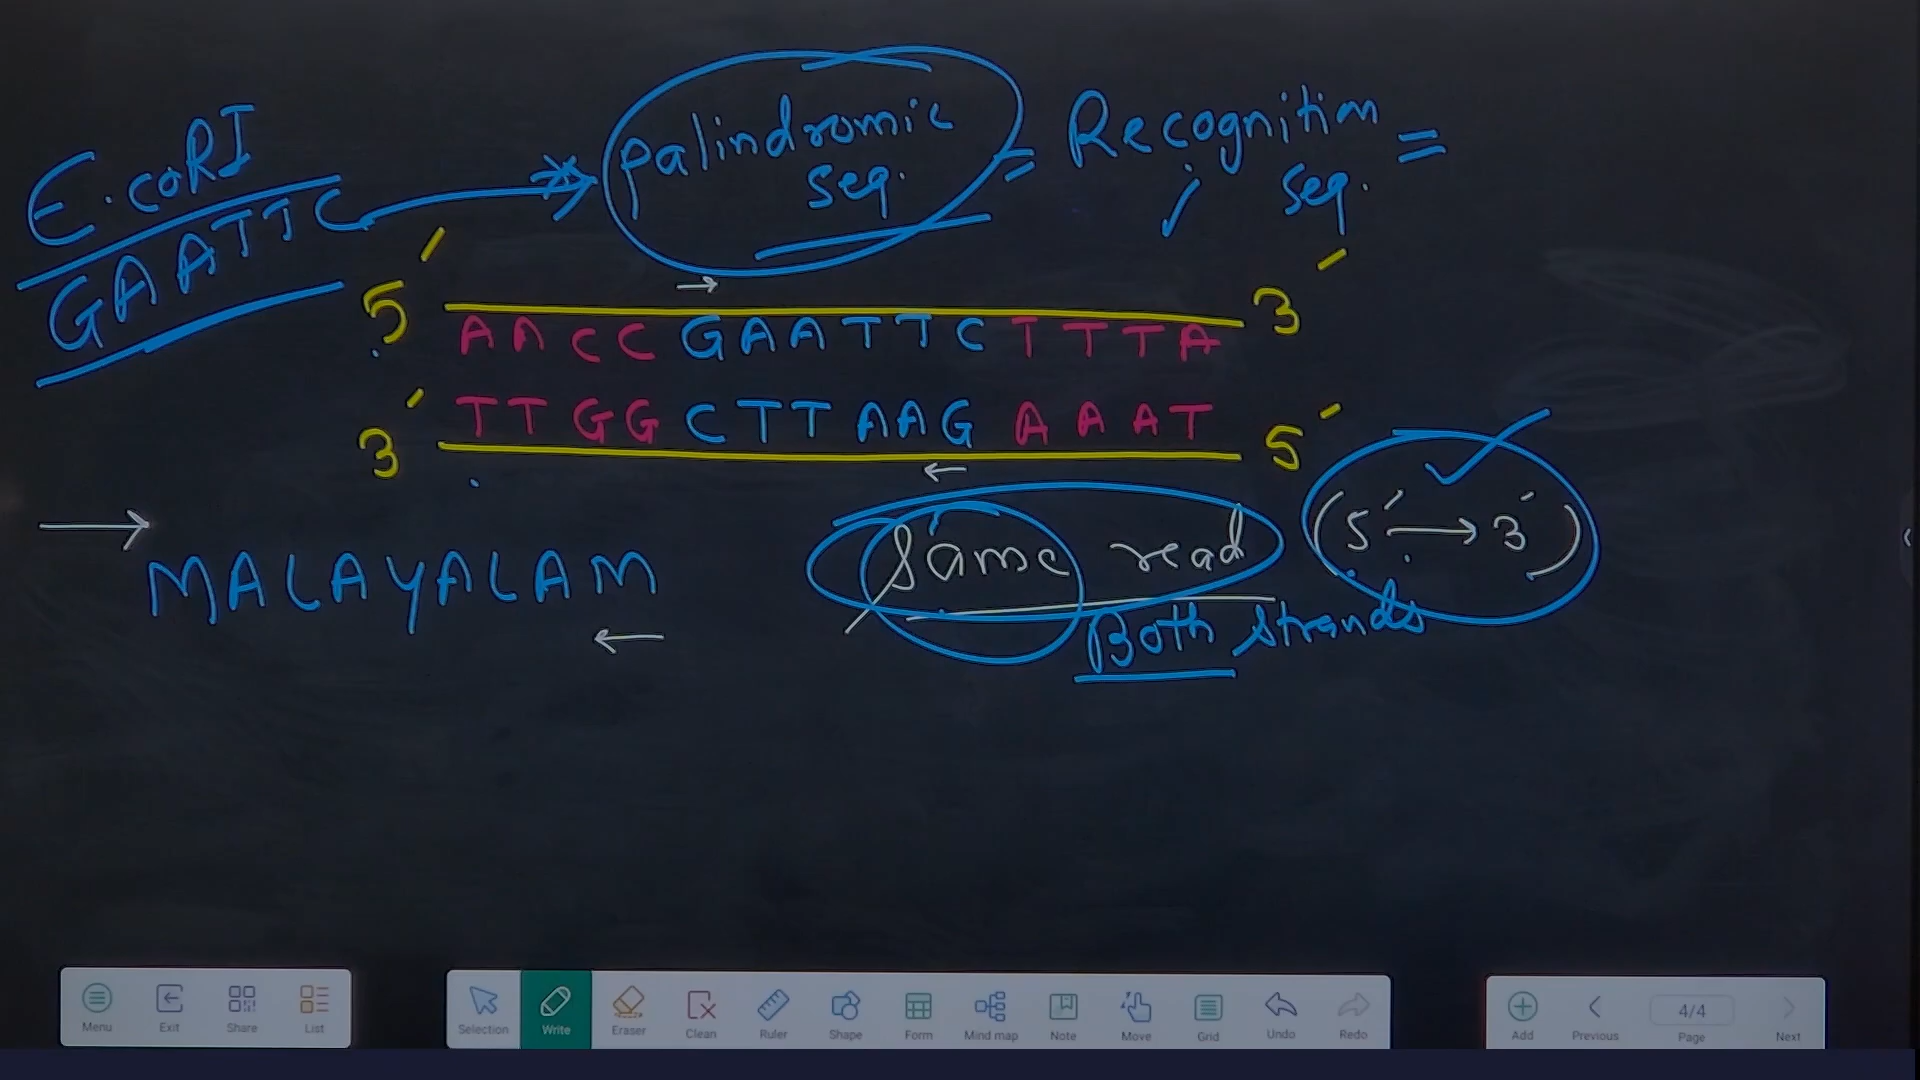 E.coRI
GAATTC
palindromic seq. = Recognition seq. =
5' AACCGAATTCTTTA 3'
3' TTGGCTTAAGAAAT 5'
MALAYALAM
Same read (5' → 3')
Both strands
Menu Exit Share List
Selection Write Eraser Clean Ruler Shape Form Mind map Note Move Grid Undo Redo
Add Previous 4/4 Page Next